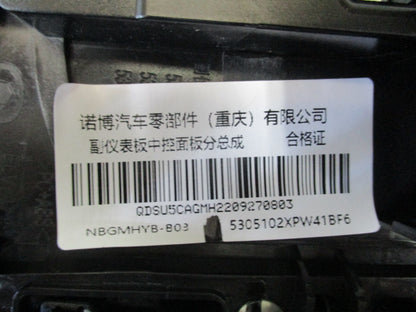 诺博汽车零部件（重庆）有限公司
副仪表板中控面板分总成 合格证
QDSU5CAGMH2209270803
NBGMHYB-B03 5305102XPW41BF6